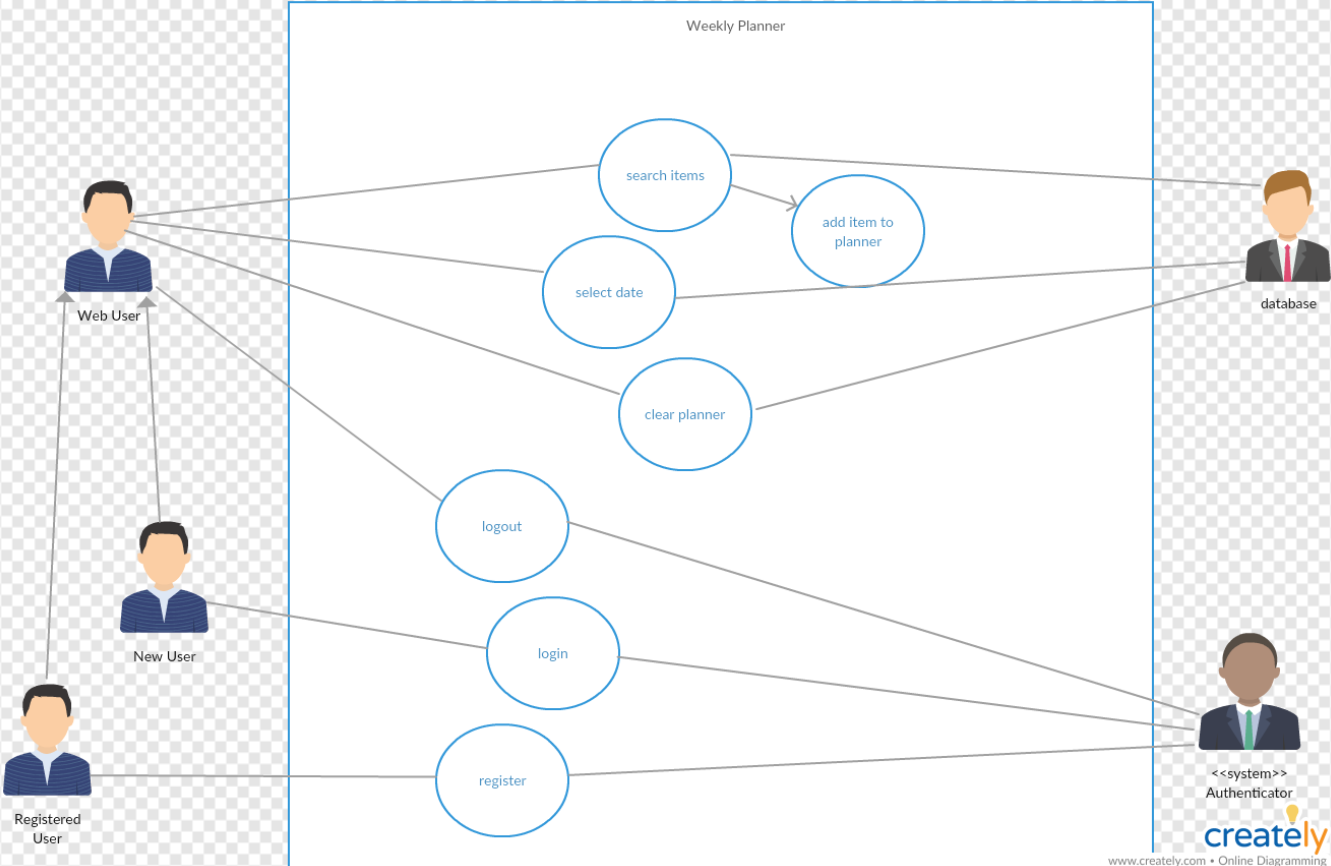 Weekly Planner
search items
add item to
planner
select date
database
Web User
clear planner
logout
login
New User
register
<<system>>
Authenticator
Registered
User
creately
www.creately.com • Online Diagramming